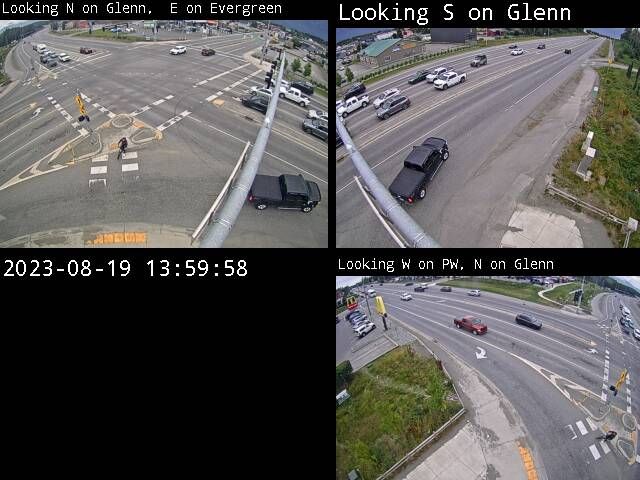 Looking N on Glenn,  E on Evergreen
Looking S on Glenn
2023-08-19 13:59:58
Looking W on PW, N on Glenn